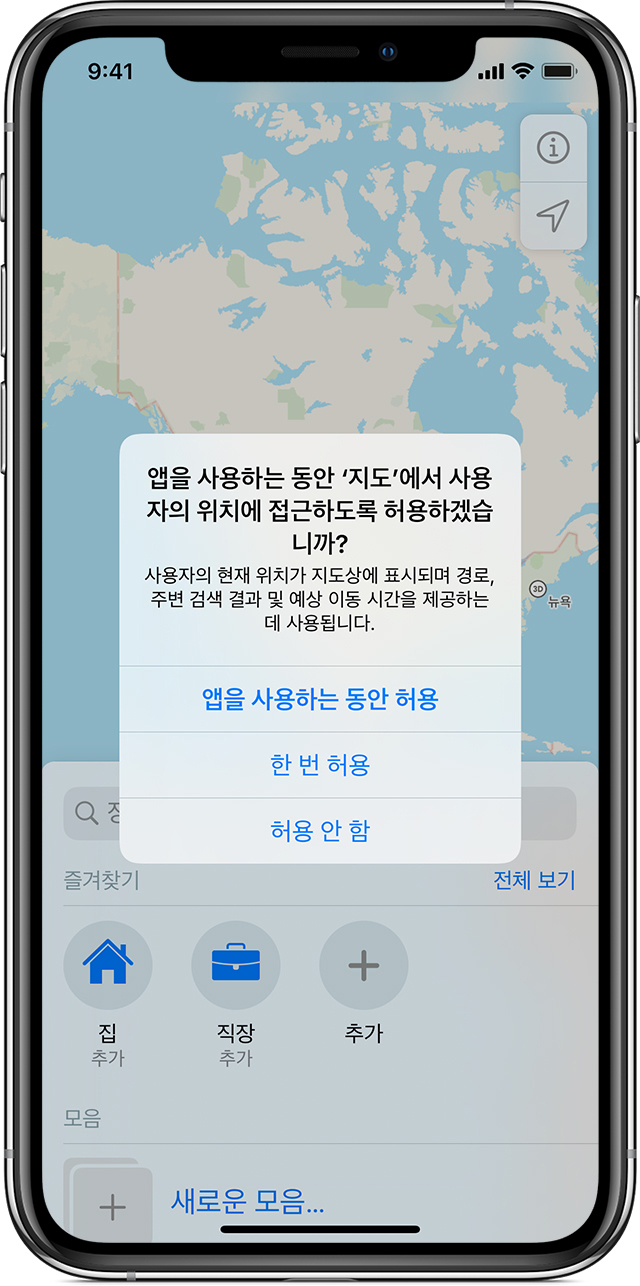 9:41
앱을 사용하는 동안 ‘지도’에서 사용
자의 위치에 접근하도록 허용하겠습
니까?
사용자의 현재 위치가 지도상에 표시되며 경로,
주변 검색 결과 및 예상 이동 시간을 제공하는
데 사용됩니다.
3D
뉴욕
앱을 사용하는 동안 허용
한 번 허용
허용 안 함
즐겨찾기 전체 보기
집 직장 추가
추가 추가
모음
새로운 모음...